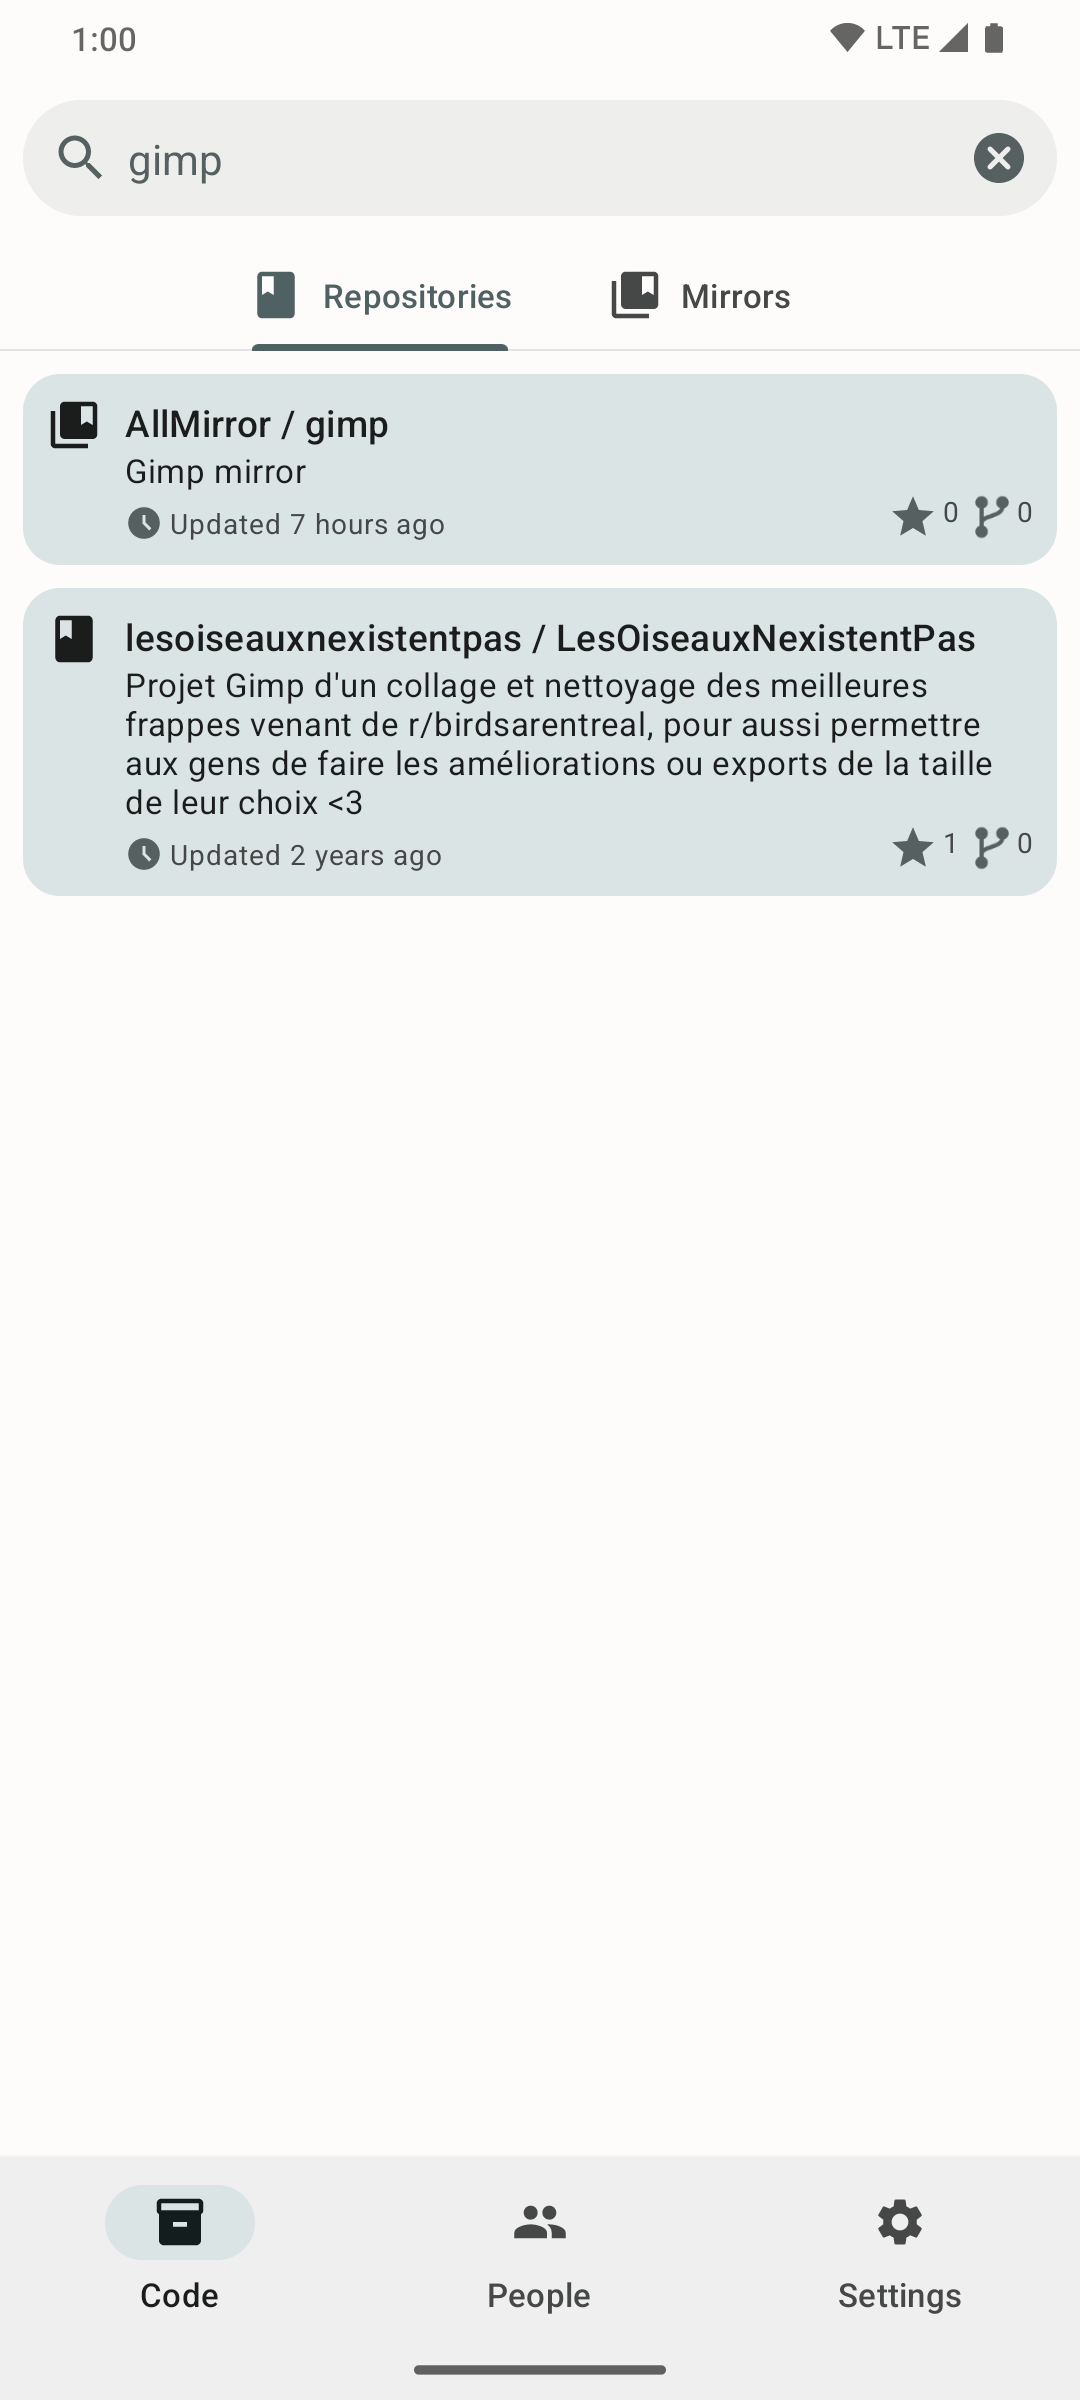 1:00
LTE
gimp
Repositories
Mirrors
AllMirror / gimp
Gimp mirror
Updated 7 hours ago
0
0
lesoiseauxnexistentpas / LesOiseauxNexistentPas
Projet Gimp d'un collage et nettoyage des meilleures
frappes venant de r/birdsarentreal, pour aussi permettre
aux gens de faire les améliorations ou exports de la taille
de leur choix <3
Updated 2 years ago
1
0
Code
People
Settings